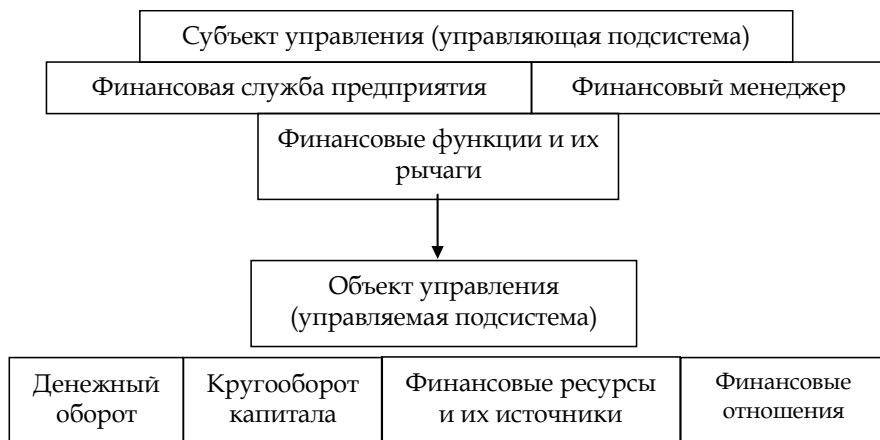 Субъект управления (управляющая подсистема)
Финансовая служба предприятия
Финансовый менеджер
Финансовые функции и их
рычаги
Объект управления
(управляемая подсистема)
Денежный
оборот
Кругооборот
капитала
Финансовые ресурсы
и их источники
Финансовые
отношения